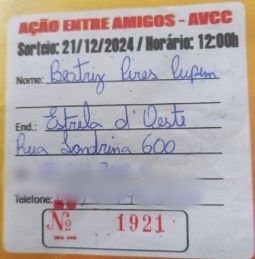 AÇÃO ENTRE AMIGOS - AVCC
Sorteio: 21/12/2024 / Horário: 12:00h
Nome: Beatriz Pires Lupim
End.: Estrela d'Oeste
Rua Londrina 600
Telefone:
Nº 1921